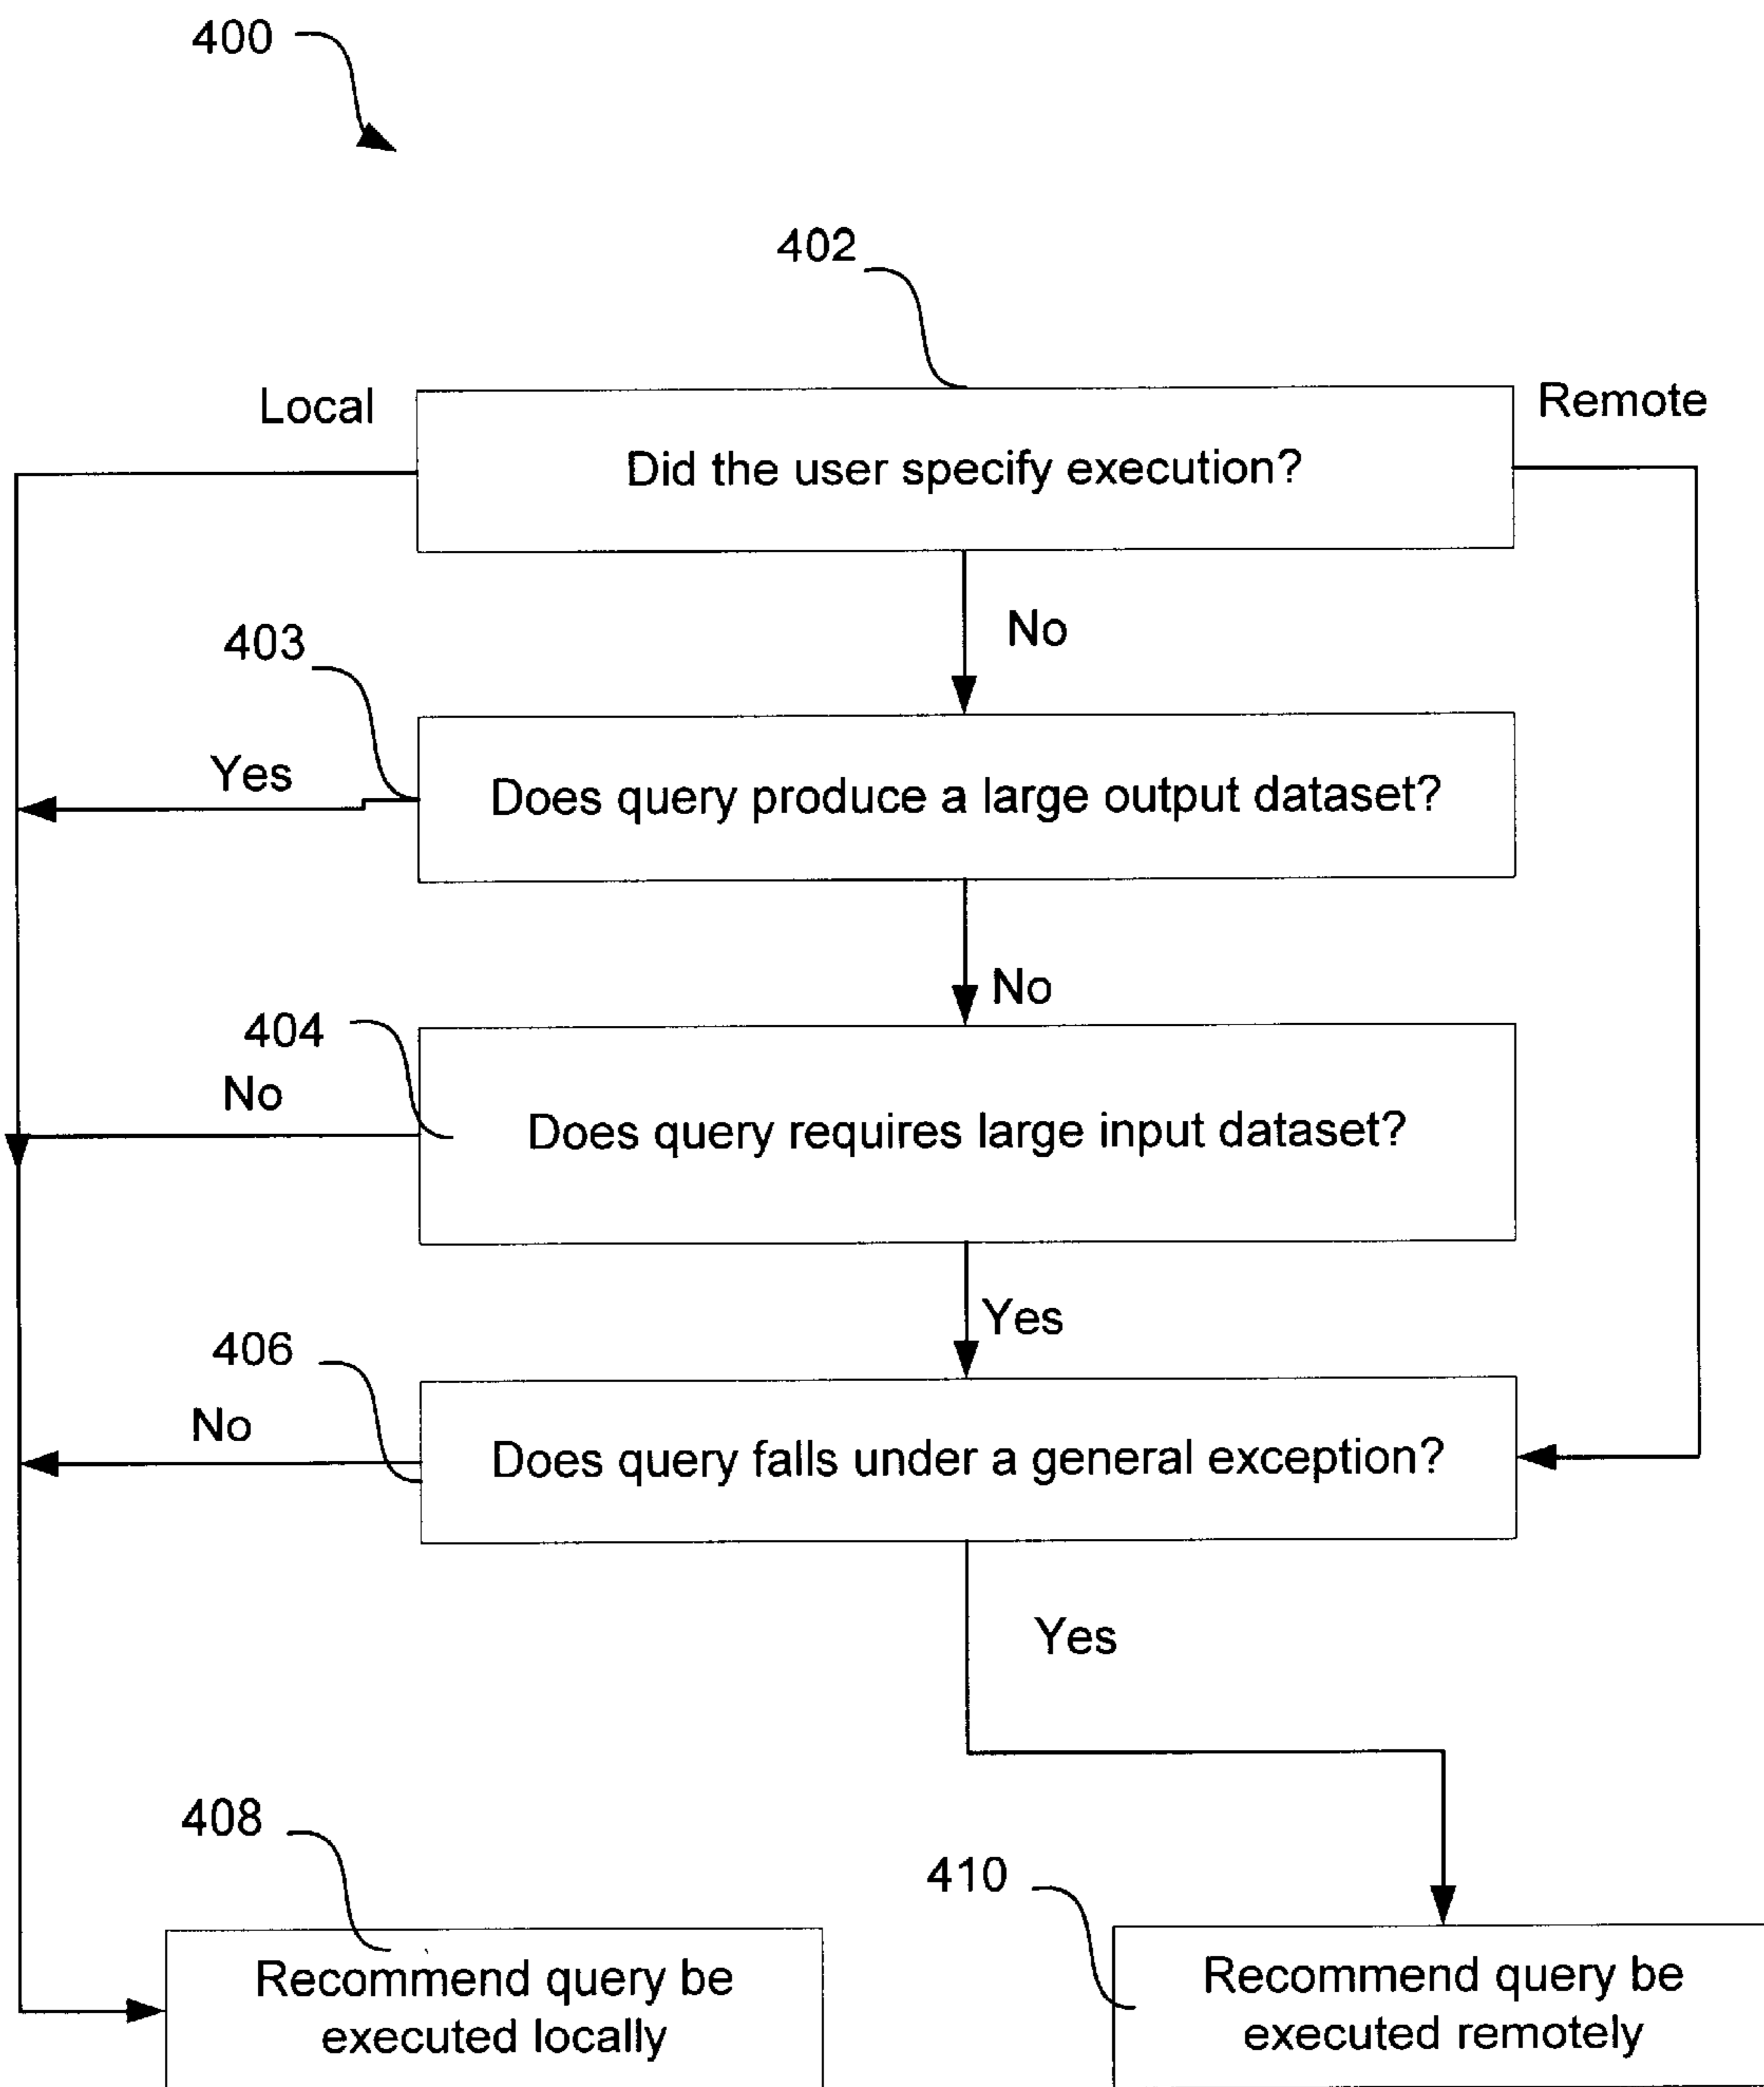 400
402
Local
Remote
Did the user specify execution?
No
403
Yes
Does query produce a large output dataset?
No
404
No
Does query requires large input dataset?
Yes
406
No
Does query falls under a general exception?
Yes
408
410
Recommend query be
executed locally
Recommend query be
executed remotely